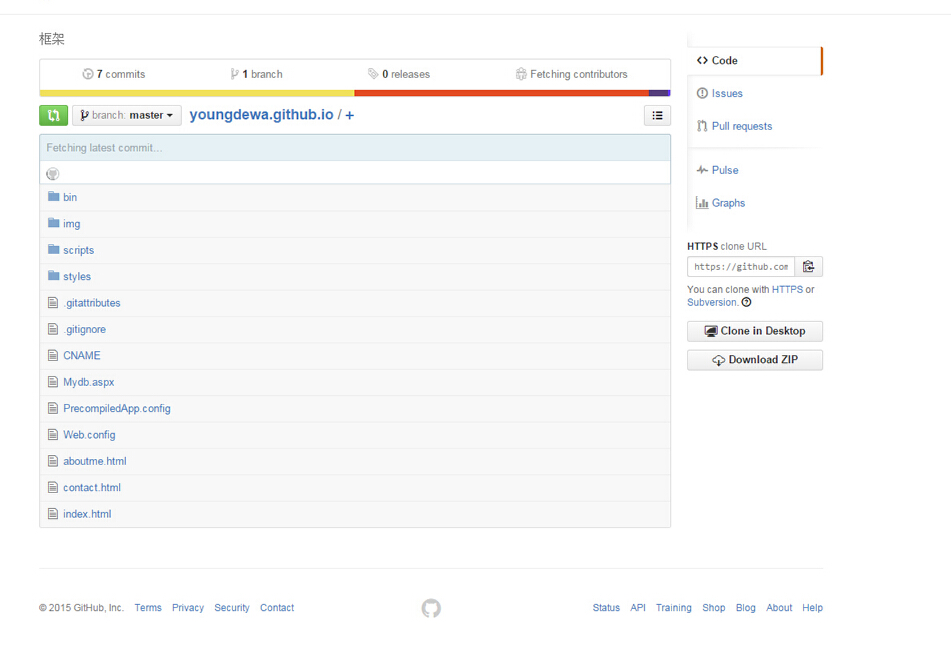 框架
7 commits 1 branch 0 releases Fetching contributors
branch: master youngdewa.github.io / +
Fetching latest commit…
bin
img
scripts
styles
.gitattributes
.gitignore
CNAME
Mydb.aspx
PrecompiledApp.config
Web.config
aboutme.html
contact.html
index.html
Code
Issues
Pull requests
Pulse
Graphs
HTTPS clone URL
https://github.com
You can clone with HTTPS or
Subversion.
Clone in Desktop
Download ZIP
© 2015 GitHub, Inc. Terms Privacy Security Contact
Status API Training Shop Blog About Help